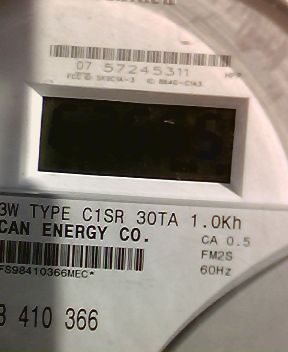 07 57245311
3W TYPE C1SR 30TA 1.0Kh
CAN ENERGY CO.
CA 0.5
FM2S
60Hz
FS98410366MEC*
8 410 366